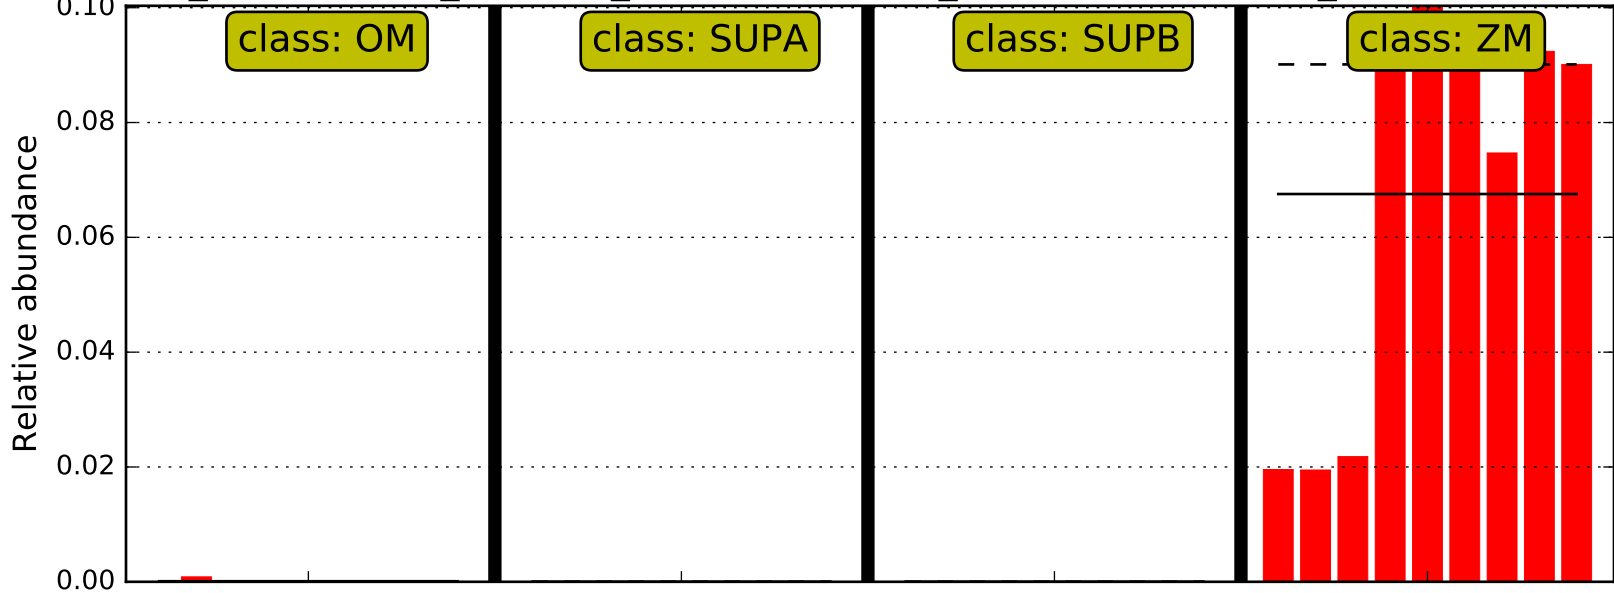 0.10
class: OM
class: SUPA
class: SUPB
class: ZM
0.08
0.06
0.04
0.02
0.00
Relative abundance